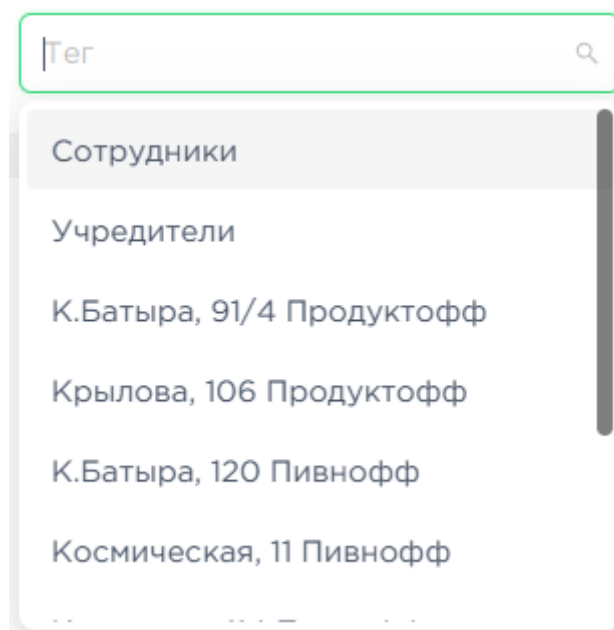 Тег
Сотрудники
Учредители
К.Батыра, 91/4 Продуктофф
Крылова, 106 Продуктофф
К.Батыра, 120 Пивнофф
Космическая, 11 Пивнофф